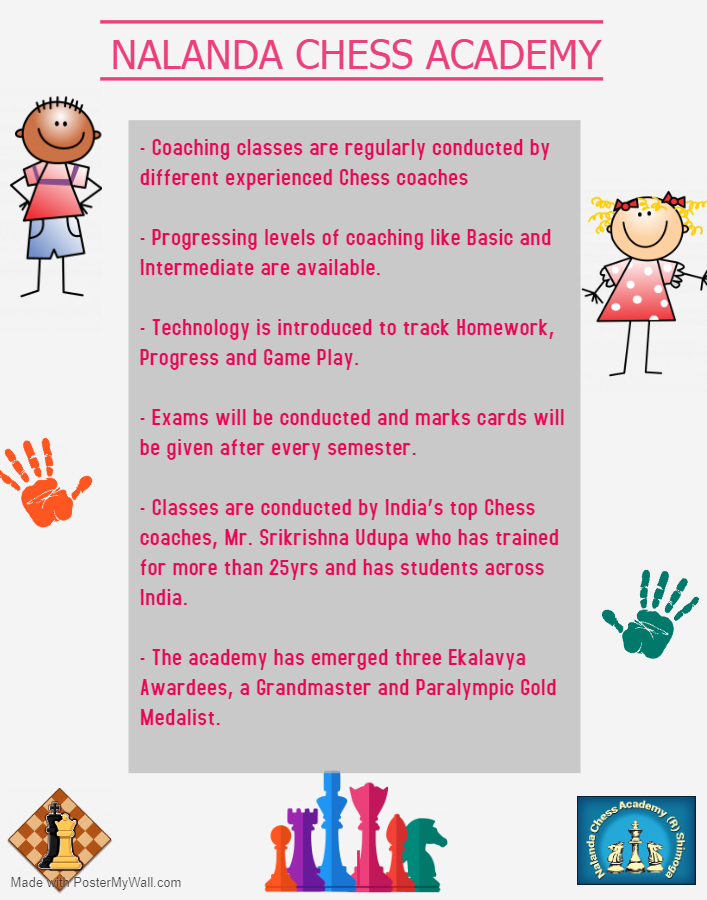 NALANDA CHESS ACADEMY
- Coaching classes are regularly conducted by
different experienced Chess coaches
- Progressing levels of coaching like Basic and
Intermediate are available.
- Technology is introduced to track Homework,
Progress and Game Play.
- Exams will be conducted and marks cards will
be given after every semester.
- Classes are conducted by India's top Chess
coaches, Mr. Srikrishna Udupa who has trained
for more than 25yrs and has students across
India.
- The academy has emerged three Ekalavya
Awardees, a Grandmaster and Paralympic Gold
Medalist.
Nalanda Chess Academy (R) Shimoga
Made with PosterMyWall.com